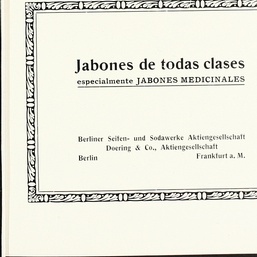 Jabones de todas clases
especialmente JABONES MEDICINALES
Berliner Seifen- und Sodawerke Aktiengesellschaft
Doering & Co., Aktiengesellschaft
Berlin Frankfurt a. M.